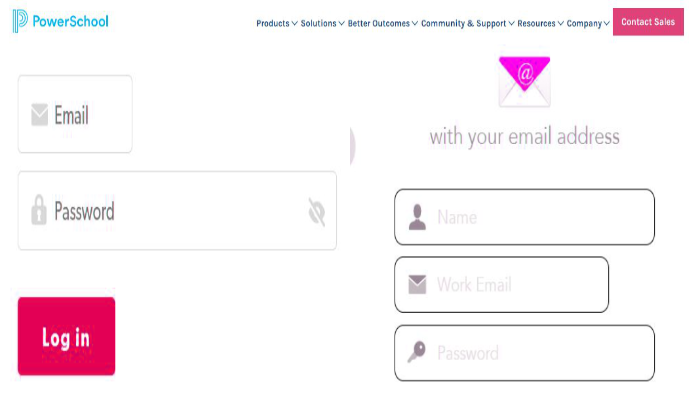 PowerSchool
Products Solutions Better Outcomes Community & Support Resources Company Contact Sales
Email
Password
Log in
@
with your email address
Name
Work Email
Password